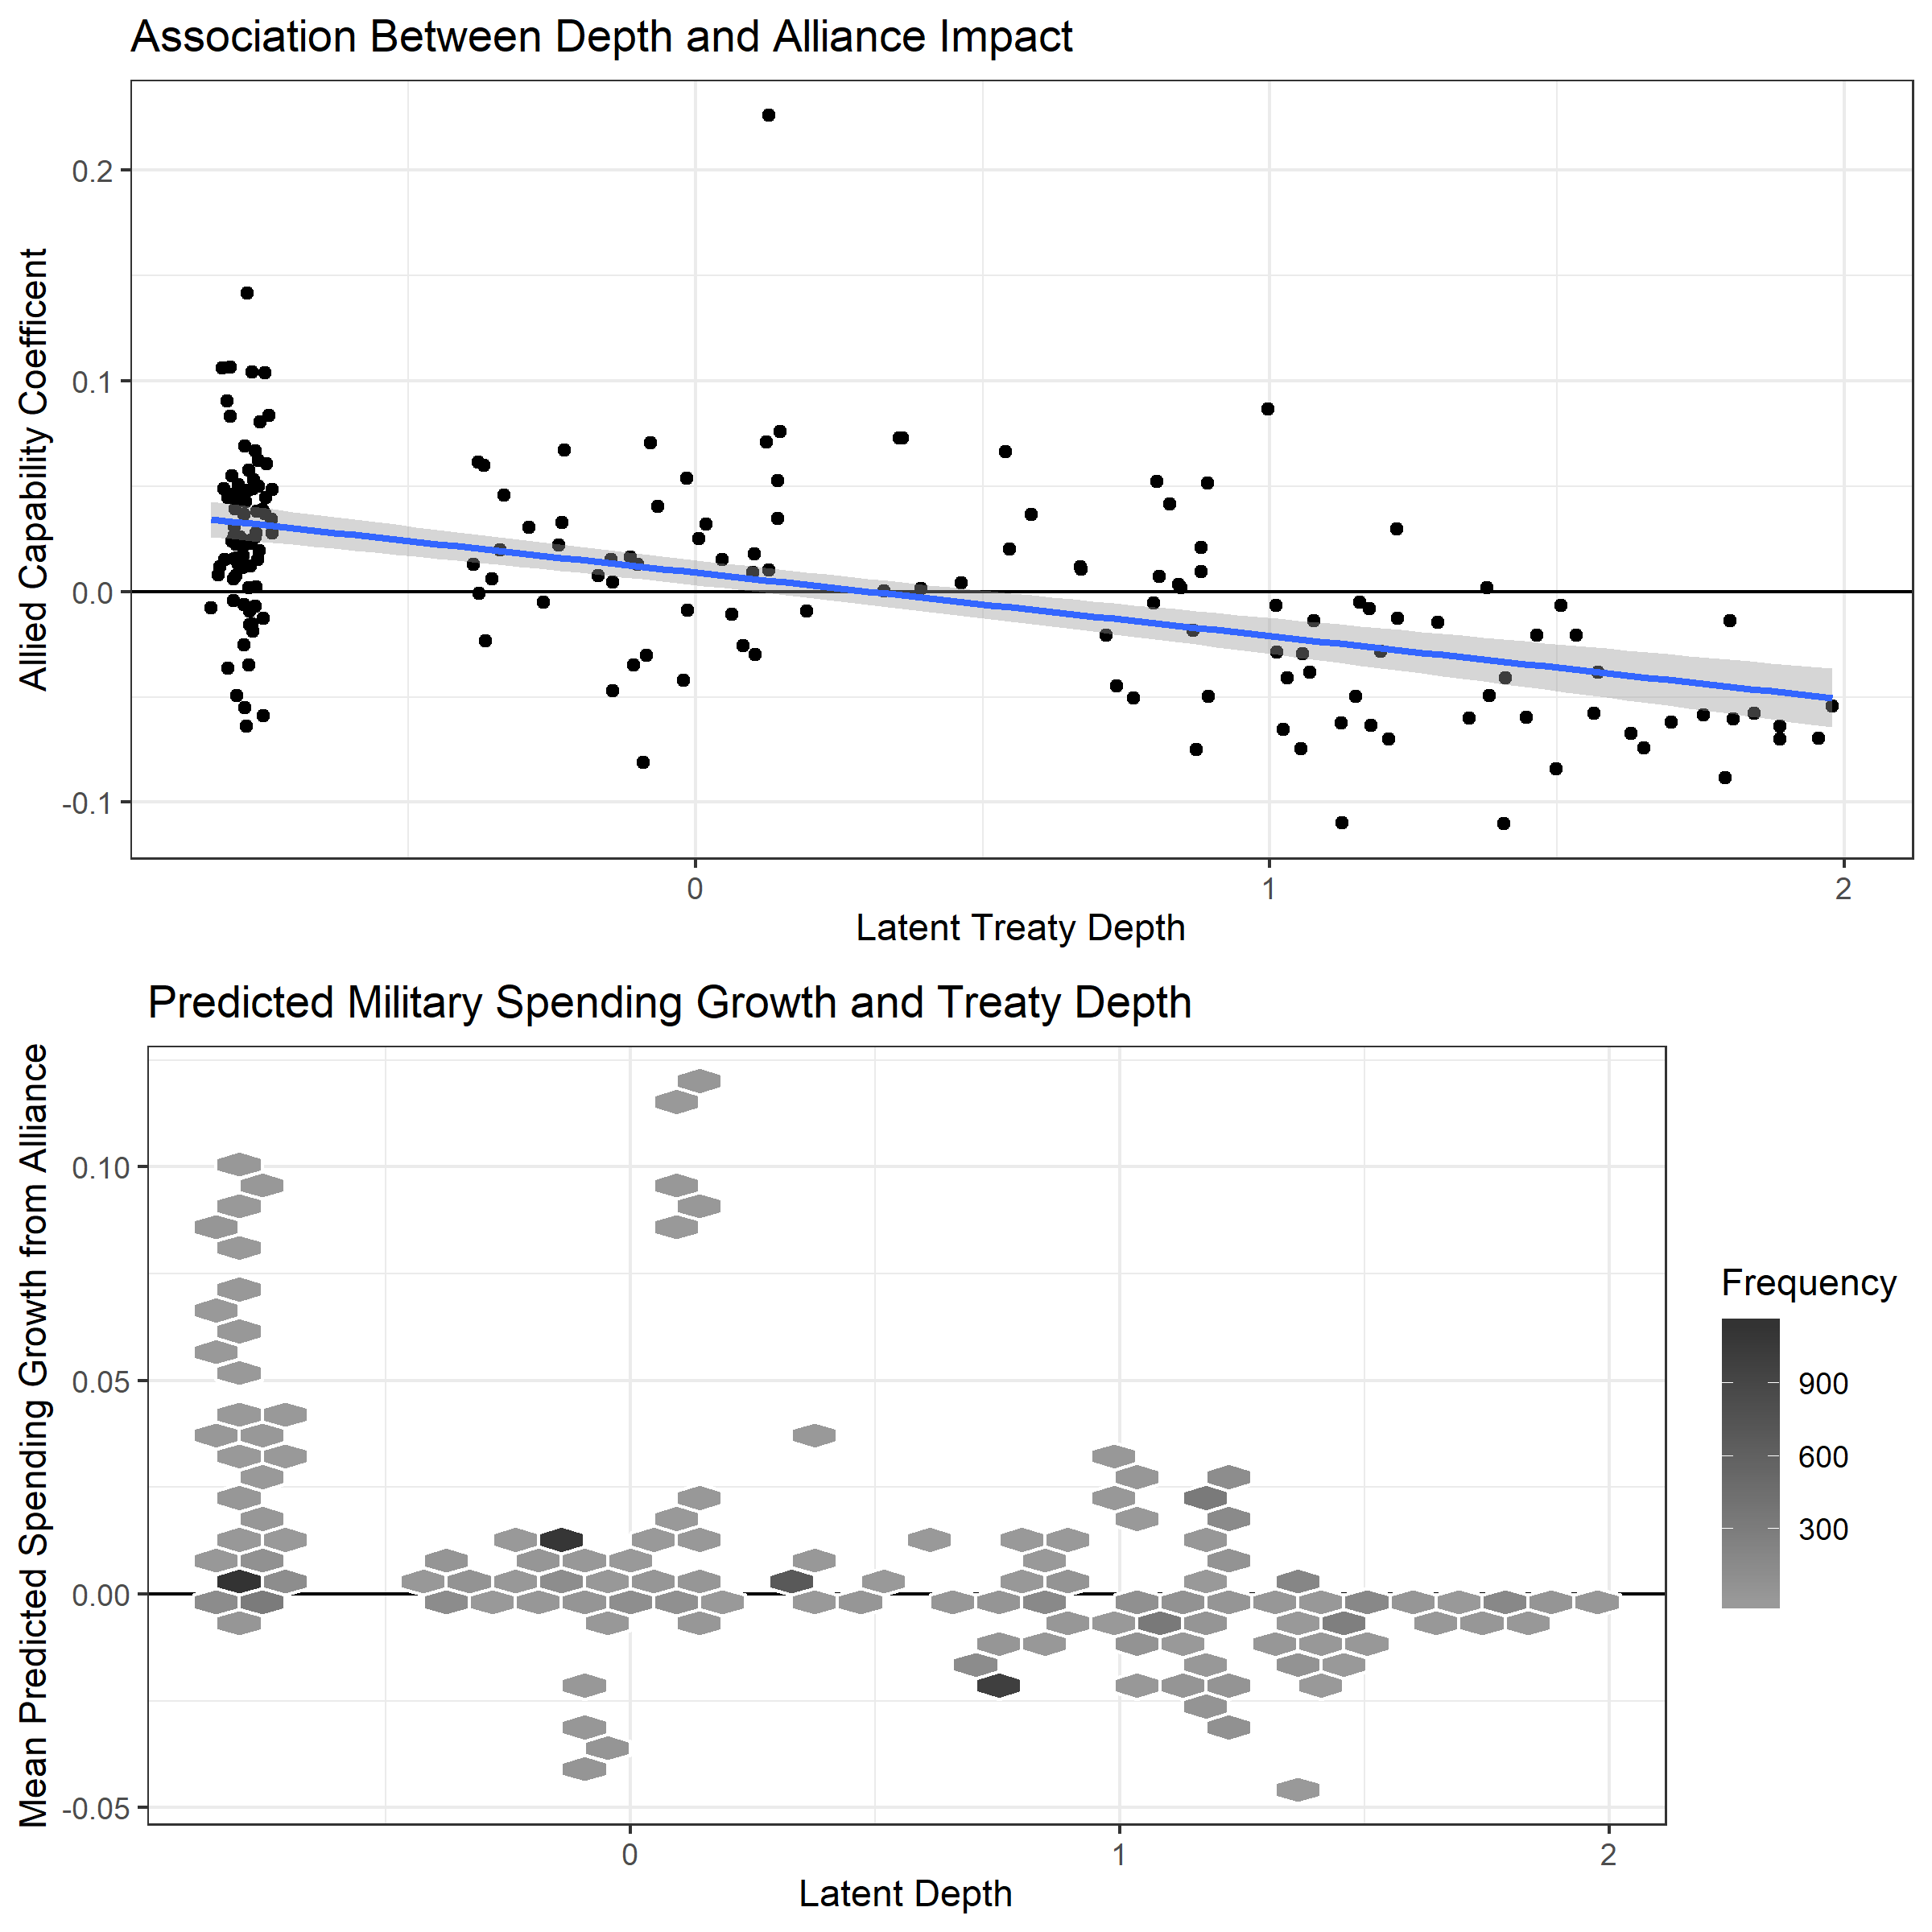 Association Between Depth and Alliance Impact
Allied Capability Coefficent
0.2
0.1
0.0
-0.1
0
1
2
Latent Treaty Depth
Predicted Military Spending Growth and Treaty Depth
Mean Predicted Spending Growth from Alliance
0.10
0.05
0.00
-0.05
0
1
2
Latent Depth
Frequency
900
600
300